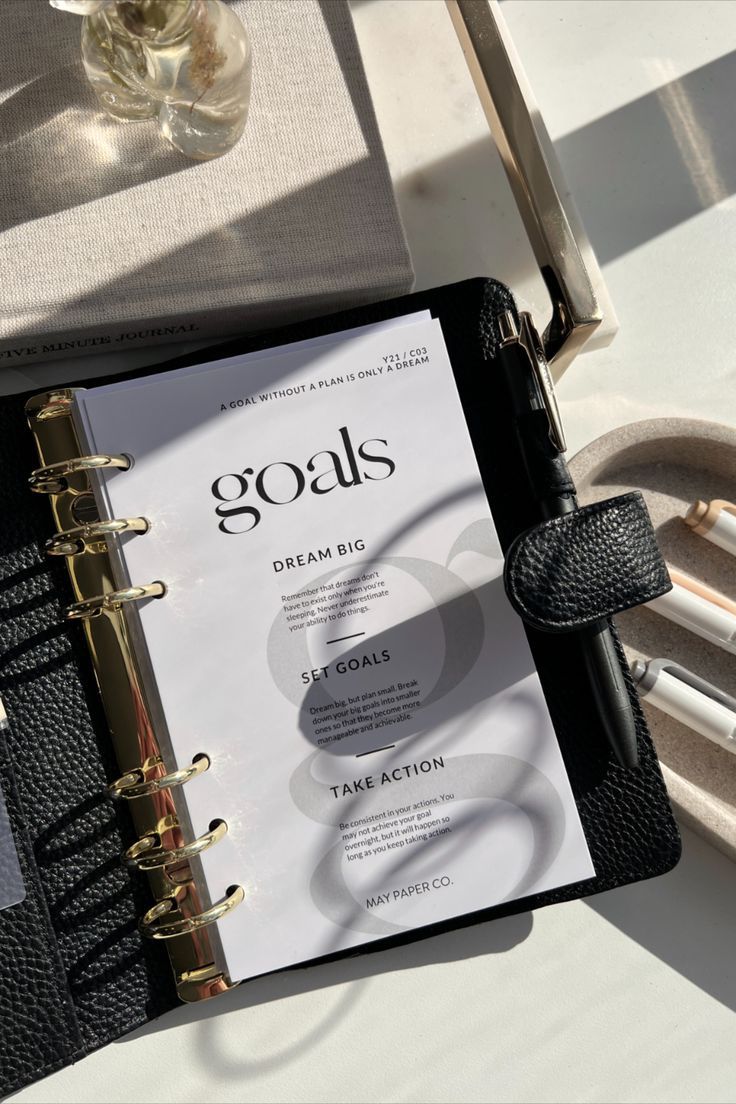 FIVE MINUTE JOURNAL
Y21 / C03
A GOAL WITHOUT A PLAN IS ONLY A DREAM
goals
DREAM BIG
Remember that dreams don't
have to exist only when you're
sleeping. Never underestimate
your ability to do things.
SET GOALS
Dream big, but plan small. Break
down your big goals into smaller
ones so that they become more
manageable and achievable.
TAKE ACTION
Be consistent in your actions. You
may not achieve your goal
overnight, but it will happen so
long as you keep taking action.
MAY PAPER CO.
g
g